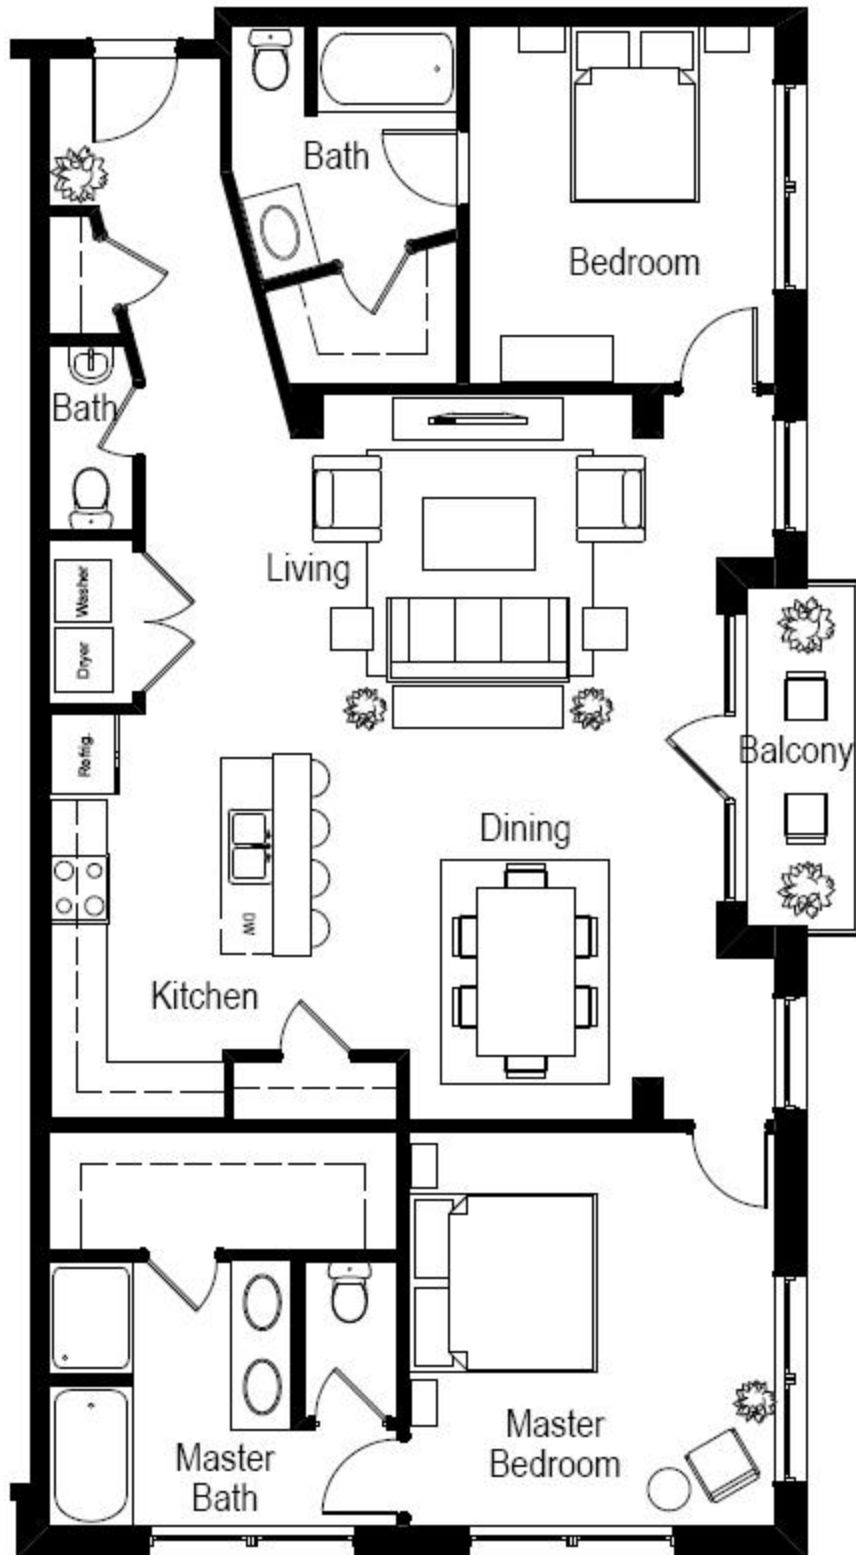 Bath
Bedroom
Bath
Living
Washer
Dryer
Refrig.
Balcony
Dining
DW
Kitchen
Master
Bedroom
Master
Bath